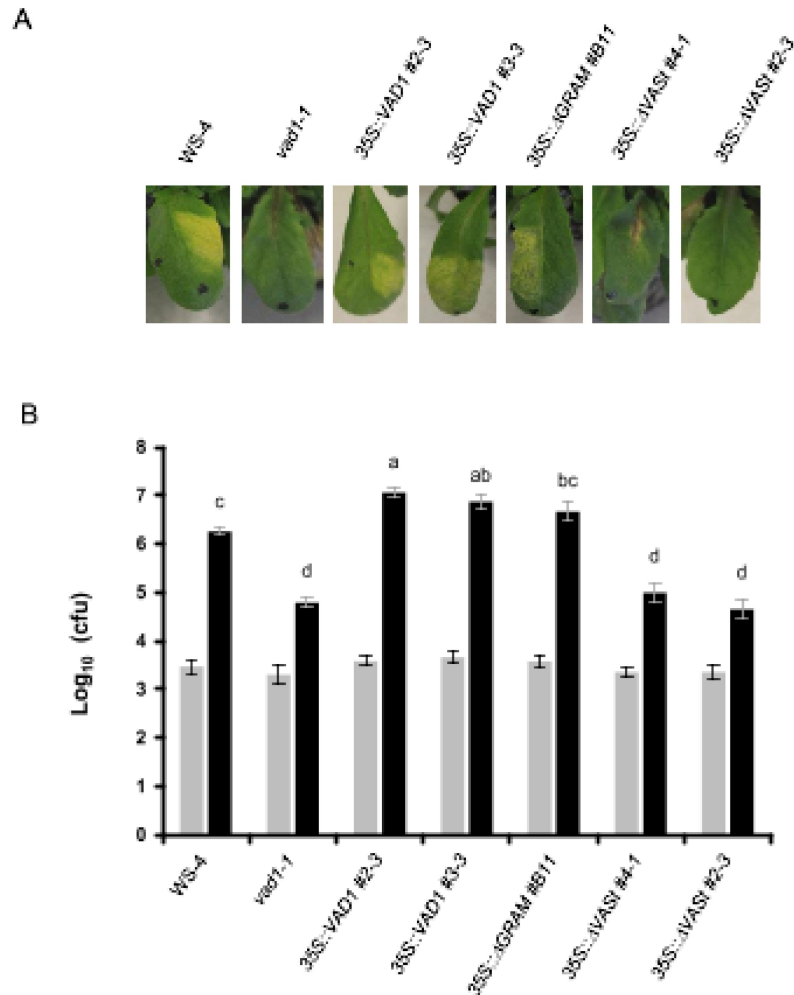 A
WS-4
vad1-1
35S::VAD1 #2-3
35S::VAD1 #3-3
35S::ΔGRAM #B11
35S::ΔVASt #4-1
35S::ΔVASt #2-3
B
8
7
6
5
4
3
2
1
0
Log10 (cfu)
c
d
a
ab
bc
d
d
WS-4
vad1-1
35S::VAD1 #2-3
35S::VAD1 #3-3
35S::ΔGRAM #B11
35S::ΔVASt #4-1
35S::ΔVASt #2-3